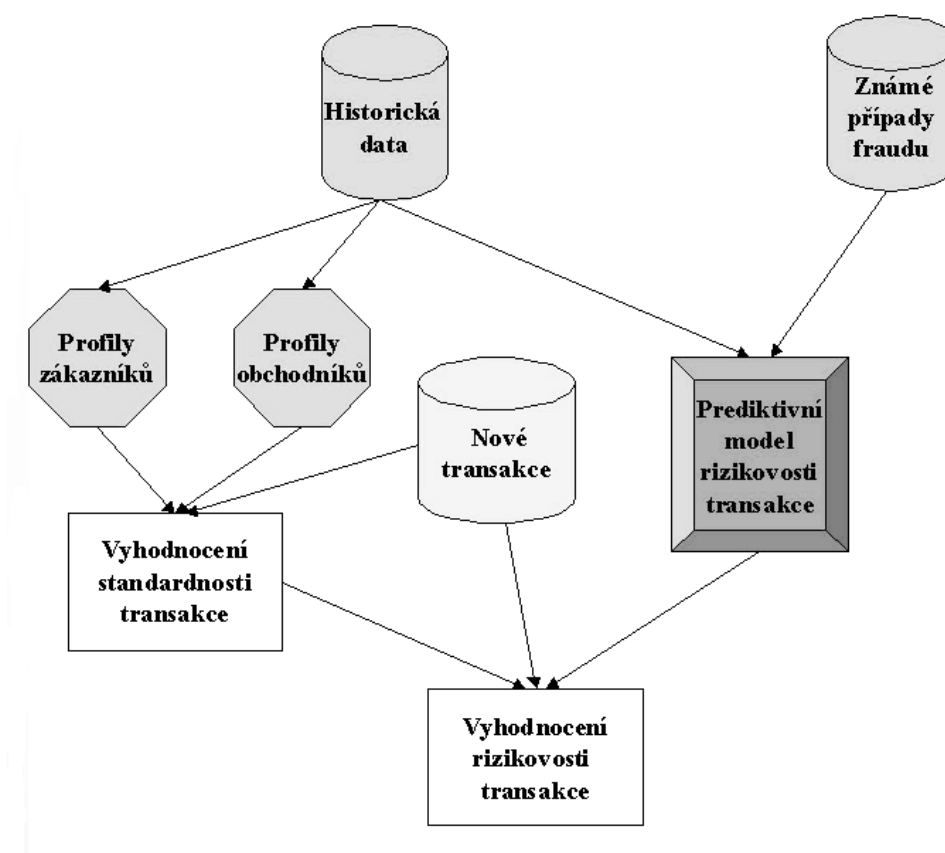 Historická
data
Známé
případy
fraudu
Profily
zákazníků
Profily
obchodníků
Nové
transakce
Prediktivní
model
rizikovosti
transakce
Vyhodnocení
standardnosti
transakce
Vyhodnocení
rizikovosti
transakce